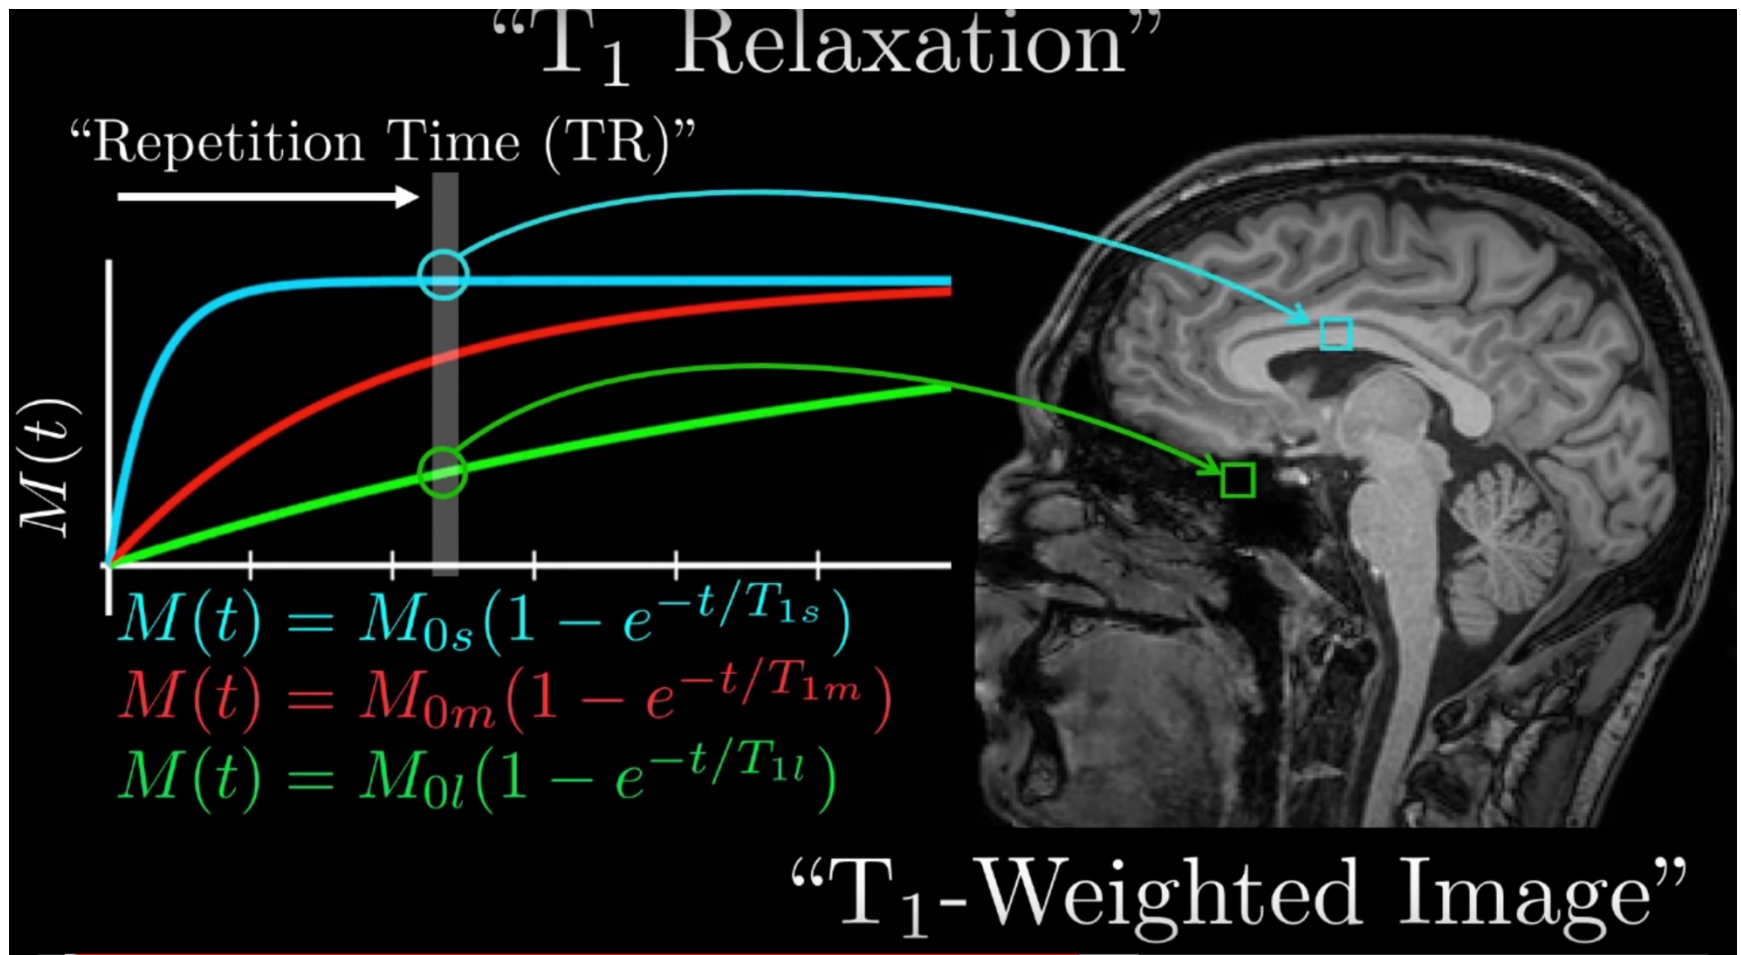 “T₁ Relaxation”
“Repetition Time (TR)”
M(t)
M(t) = M₀ₛ(1 − e^{−t/T₁ₛ})
M(t) = M₀ₘ(1 − e^{−t/T₁ₘ})
M(t) = M₀ₗ(1 − e^{−t/T₁ₗ})
“T₁-Weighted Image”